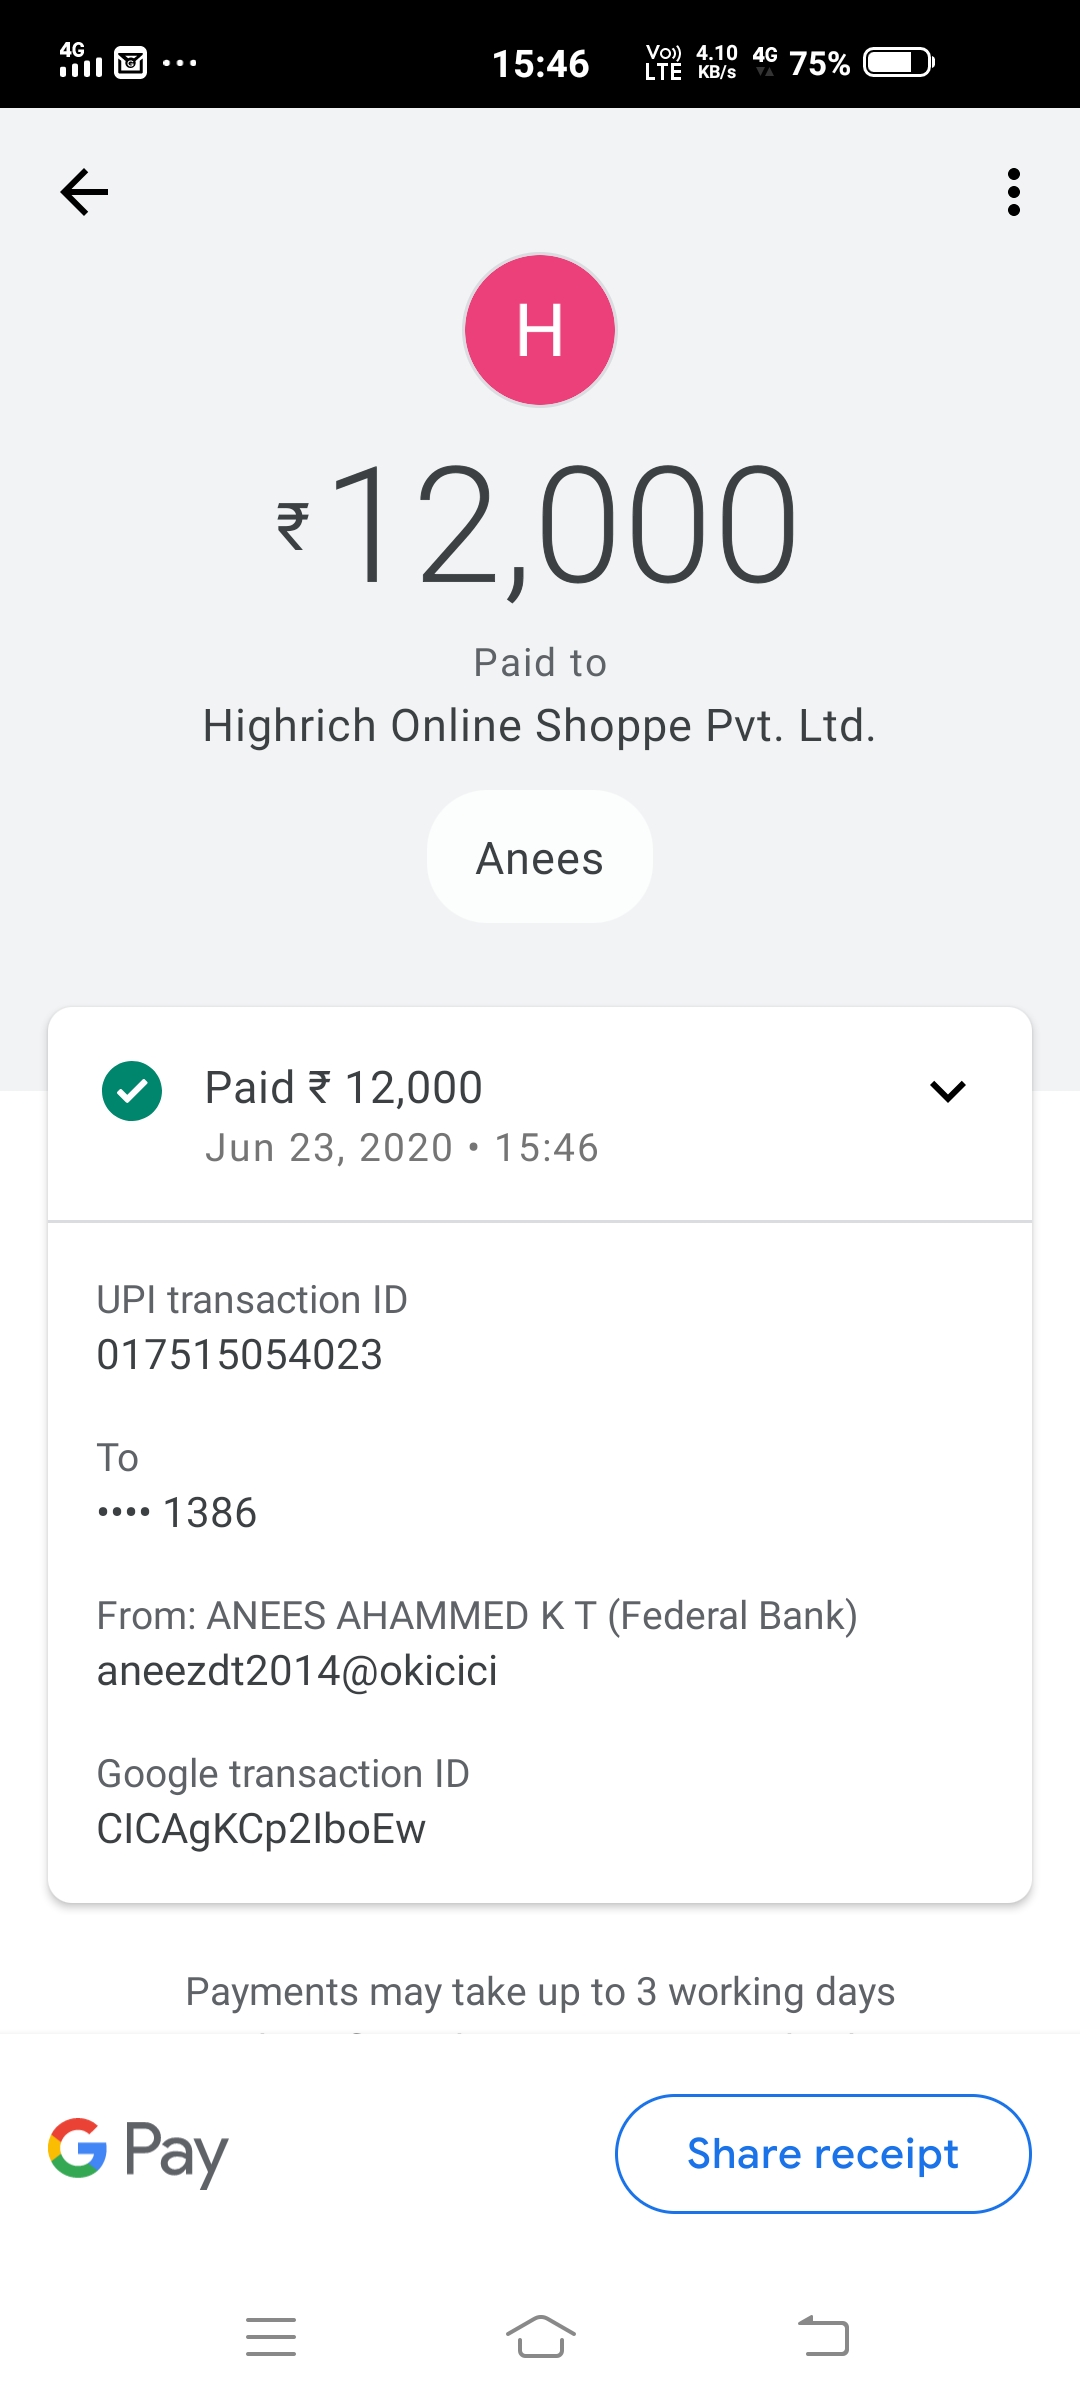 4G
15:46
Vo))
LTE
4.10
KB/s
4G
75%
H
₹12,000
Paid to
Highrich Online Shoppe Pvt. Ltd.
Anees
Paid ₹ 12,000
Jun 23, 2020 • 15:46
UPI transaction ID
017515054023
To
•••• 1386
From: ANEES AHAMMED K T (Federal Bank)
aneezdt2014@okicici
Google transaction ID
CICAgKCp2IboEw
Payments may take up to 3 working days
G Pay
Share receipt